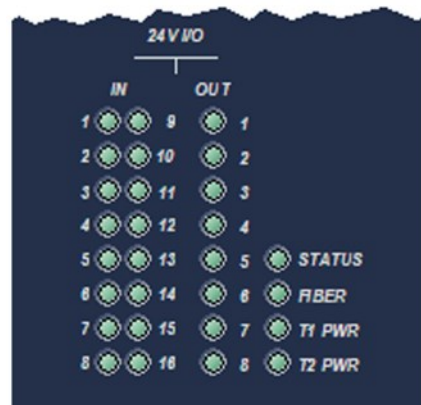 24V I/O
IN OUT
1 9 1
2 10 2
3 11 3
4 12 4
5 13 5 STATUS
6 14 6 FIBER
7 15 7 T1 PWR
8 16 8 T2 PWR